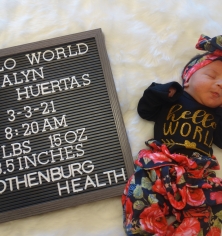 LO WORLD
ALYN
HUERTAS
3-3-21
8:20 AM
LBS 15 OZ
.5 INCHES
OTHENBURG
HEALTH
hello
WORLD